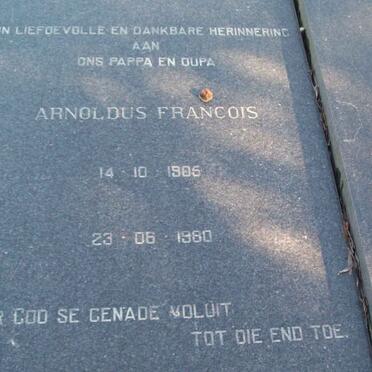 IN LIEFDEVOLLE EN DANKBARE HERINNERING
AAN
ONS PAPPA EN OUPA
ARNOLDUS FRANCOIS
14 - 10 - 1906
23 - 06 - 1980
GOD SE GENADE VOLUIT
TOT DIE END TOE.